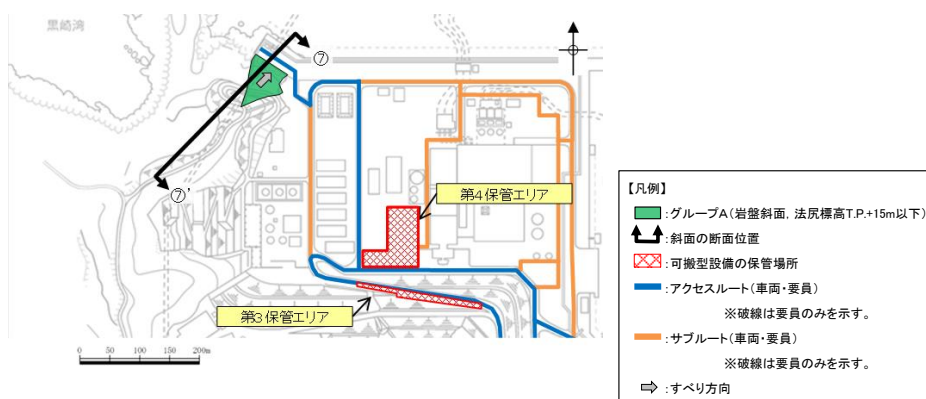 黒崎湾
⑦
⑦'
第4保管エリア
第3保管エリア
0 50 100 150 200m
【凡例】
:グループA(岩盤斜面, 法尻標高T.P.+15m以下)
:斜面の断面位置
:可搬型設備の保管場所
:アクセスルート(車両・要員)
※破線は要員のみを示す。
:サブルート(車両・要員)
※破線は要員のみを示す。
:すべり方向